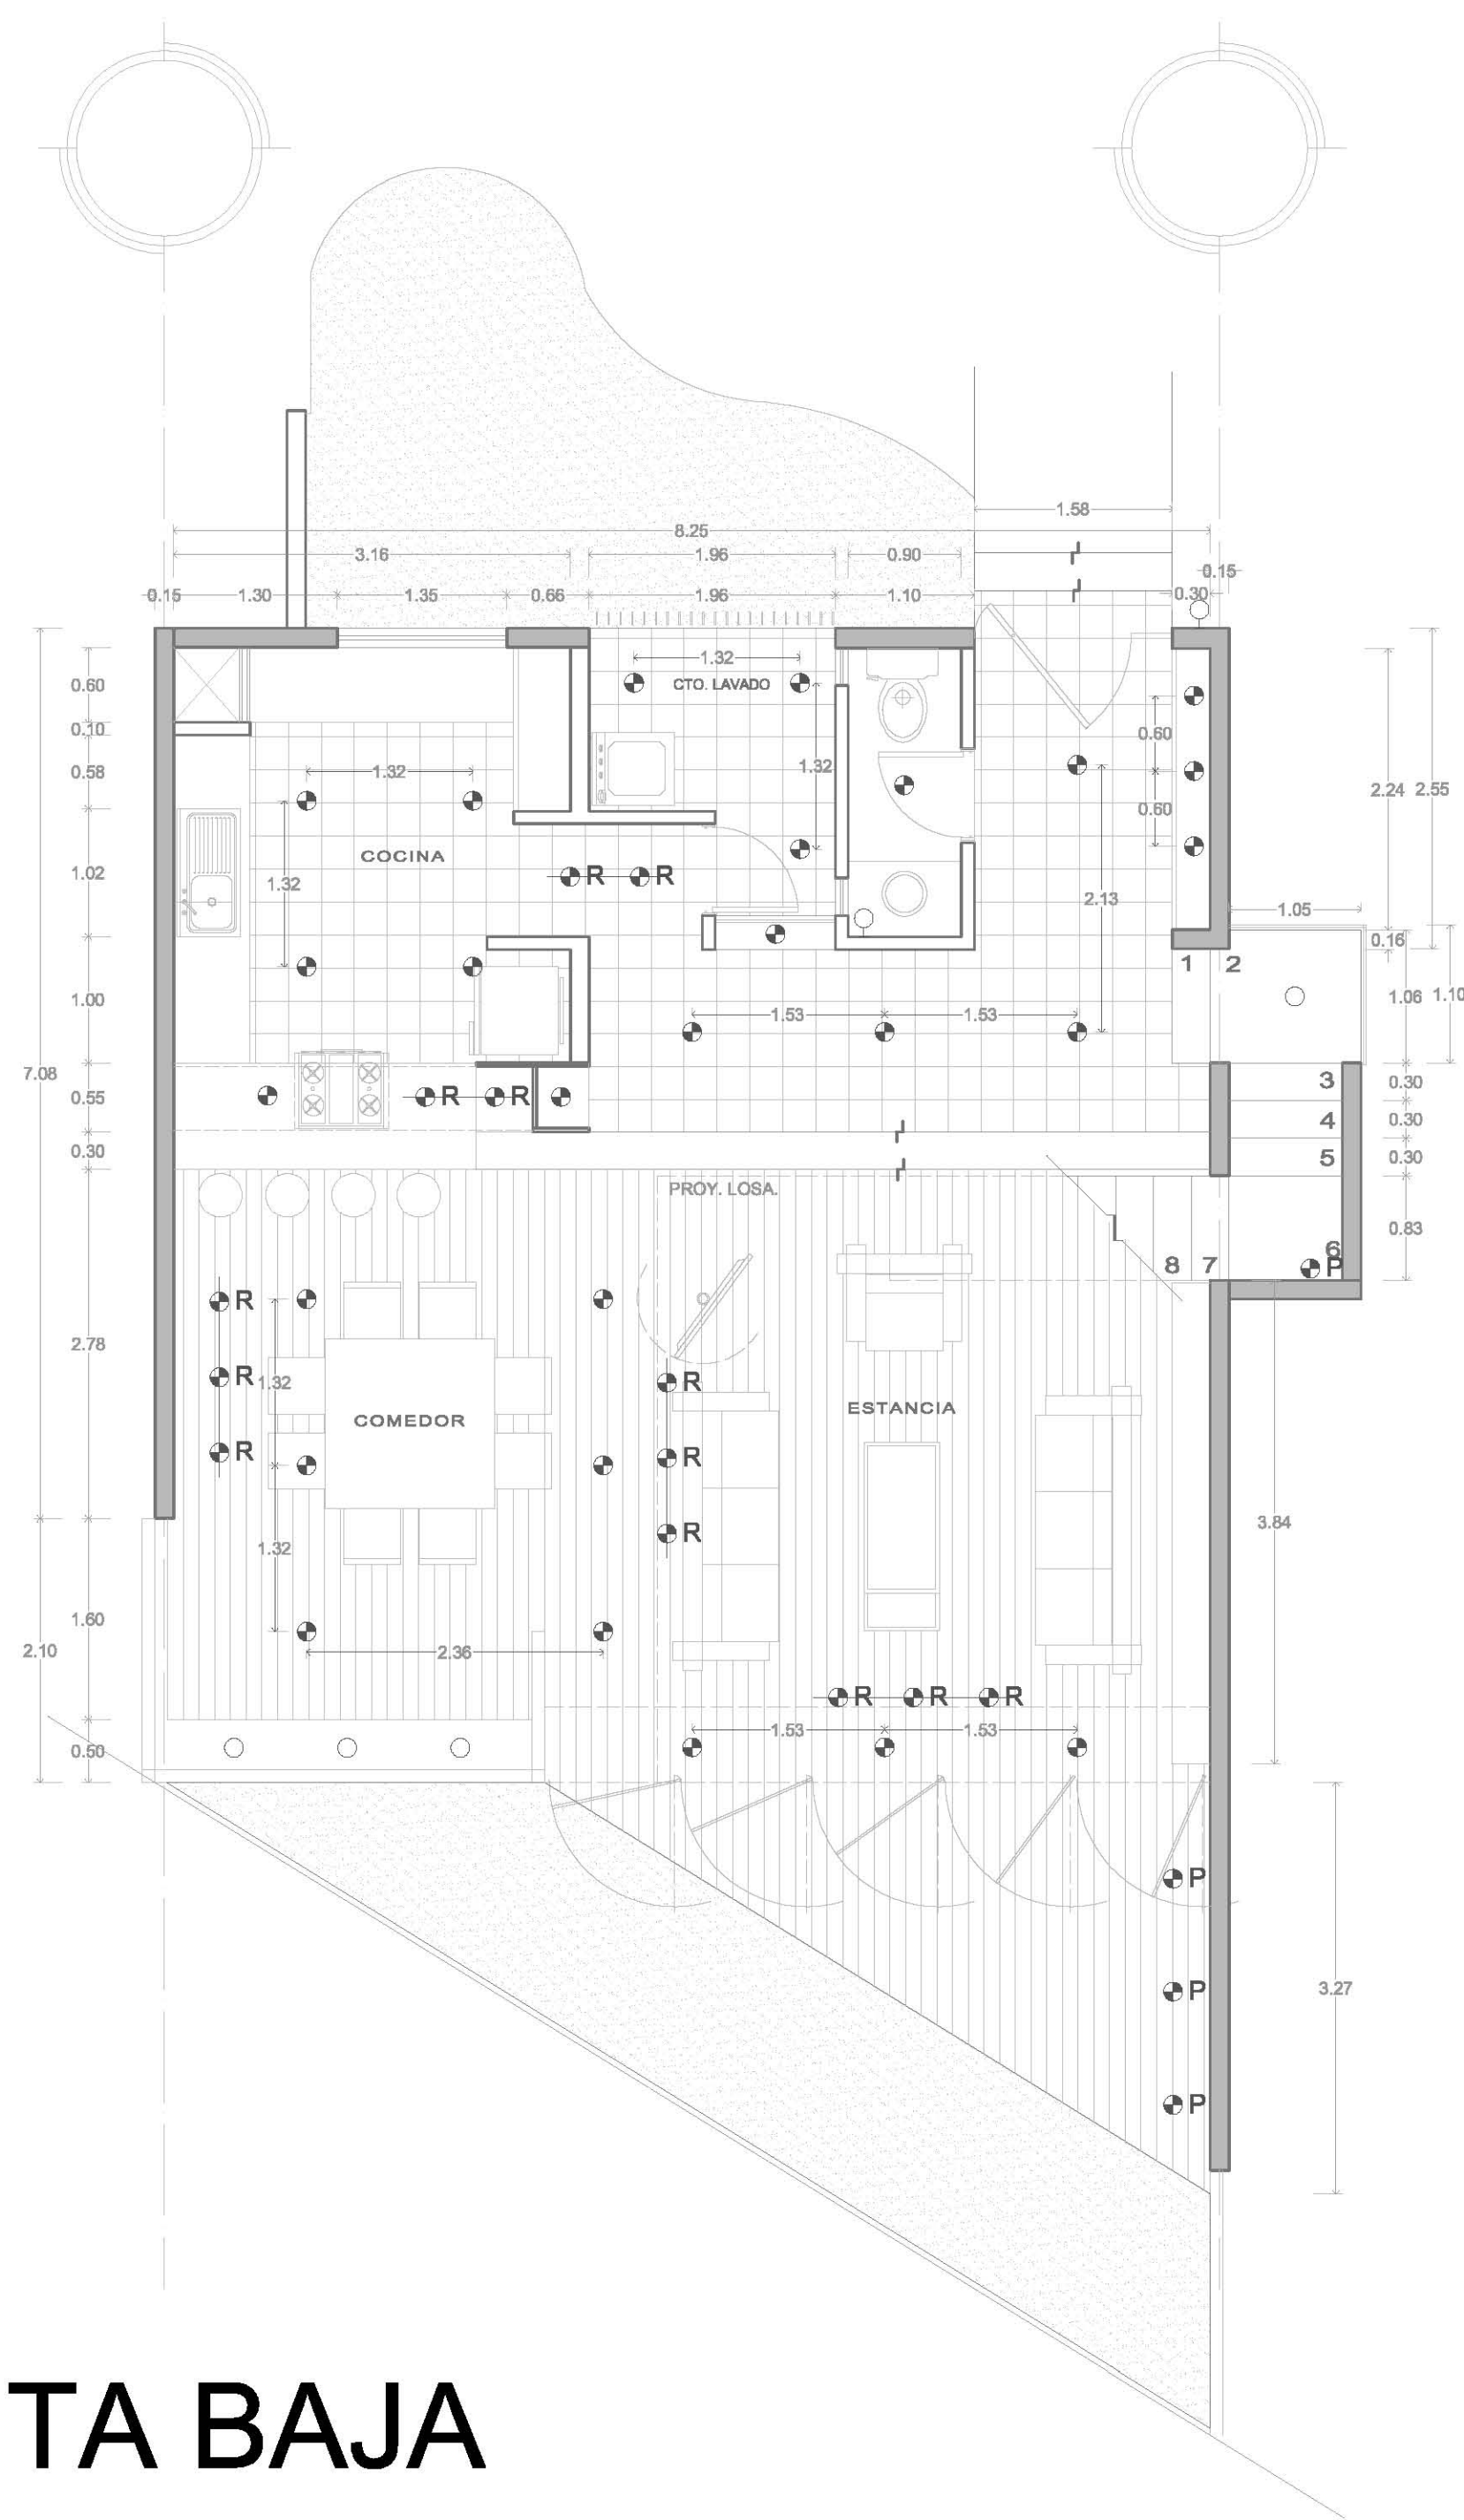 1.58
8.25
3.16 1.96 0.90
0.15
0.15 1.30 1.35 0.66 1.96 1.10 0.30
1.32
0.60 CTO. LAVADO
0.10 0.60
0.58 1.32 1.32
2.24 2.55
0.60
COCINA
1.02 1.32 R R 2.13
1.05
0.16
1 2
1.00 1.06 1.10
1.53 1.53
7.08 3 0.30
0.55 R R
4 0.30
0.30 5 0.30
PROY. LOSA.
0.83
6
8 7 P
R
2.78
R 1.32 R
ESTANCIA
COMEDOR
R R
3.84
R
1.32
1.60
2.10 2.36
R R R
1.53 1.53
0.50
P
3.27
P
P
TA BAJA